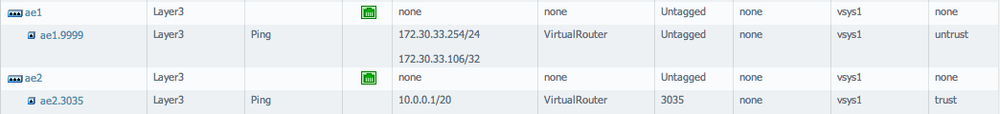 ae1 Layer3 none none Untagged none vsys1 none
ae1.9999 Layer3 Ping 172.30.33.254/24 VirtualRouter Untagged none vsys1 untrust
172.30.33.106/32
ae2 Layer3 none none Untagged none vsys1 none
ae2.3035 Layer3 Ping 10.0.0.1/20 VirtualRouter 3035 none vsys1 trust